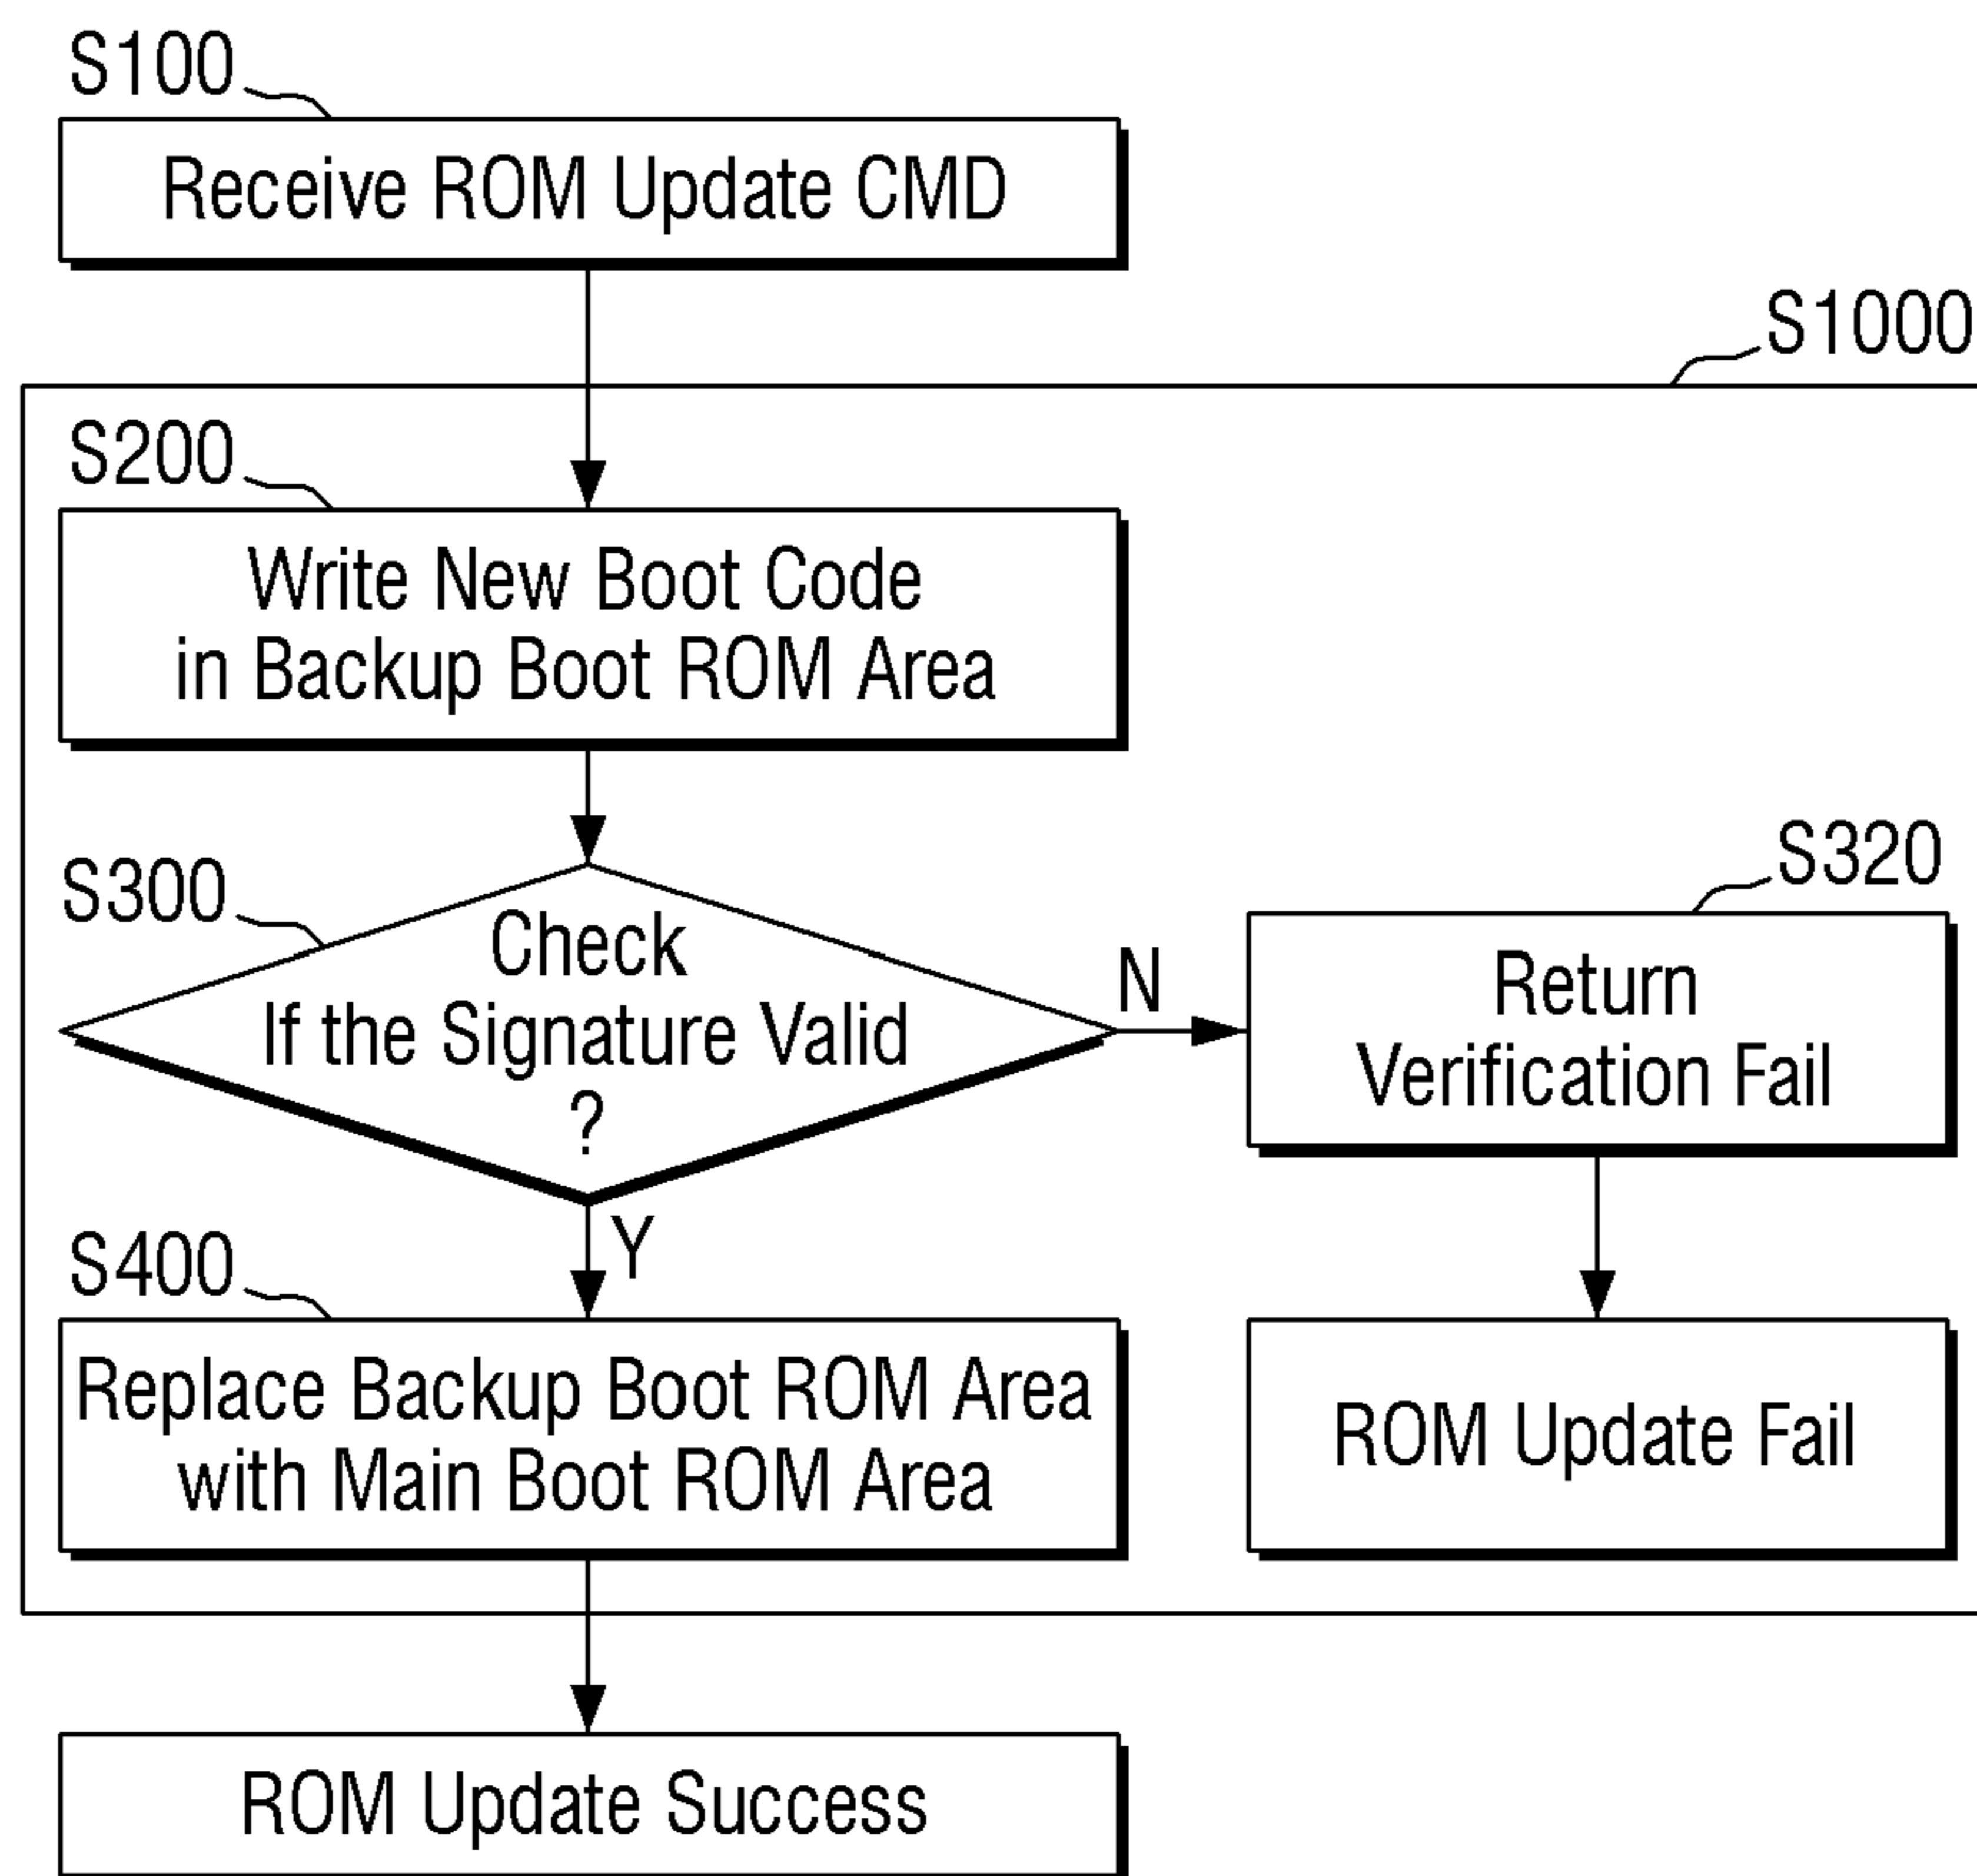 S100
Receive ROM Update CMD
S1000
S200
Write New Boot Code
in Backup Boot ROM Area
S300
Check
If the Signature Valid
?
N
S320
Return
Verification Fail
Y
S400
Replace Backup Boot ROM Area
with Main Boot ROM Area
ROM Update Fail
ROM Update Success